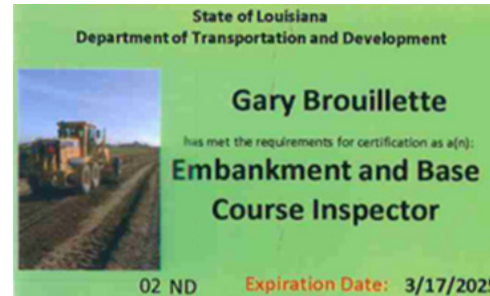 State of Louisiana
Department of Transportation and Development
Gary Brouillette
has met the requirements for certification as a(n):
Embankment and Base
Course Inspector
02 ND Expiration Date: 3/17/2025